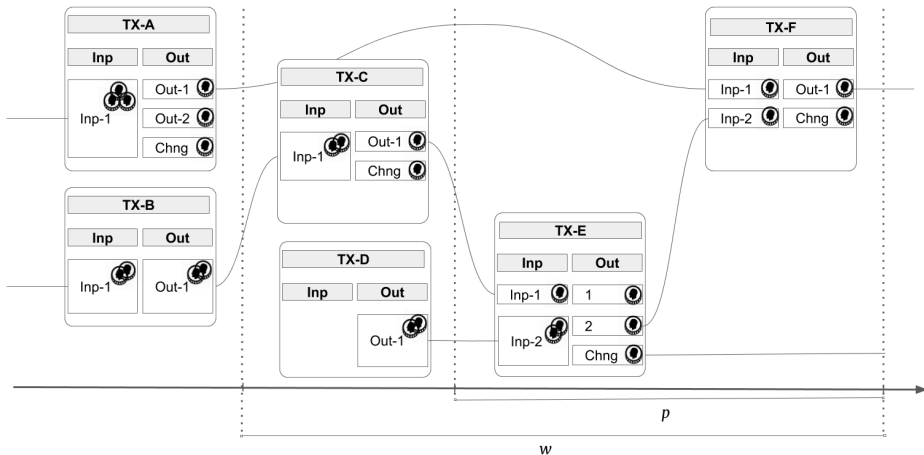 TX-A
Inp Out
Inp-1
Out-1
Out-2
Chng
TX-B
Inp Out
Inp-1 Out-1
TX-C
Inp Out
Inp-1
Out-1
Chng
TX-D
Inp Out
Out-1
TX-E
Inp Out
Inp-1 1
Inp-2
2
Chng
TX-F
Inp Out
Inp-1 Out-1
Inp-2 Chng
p
w